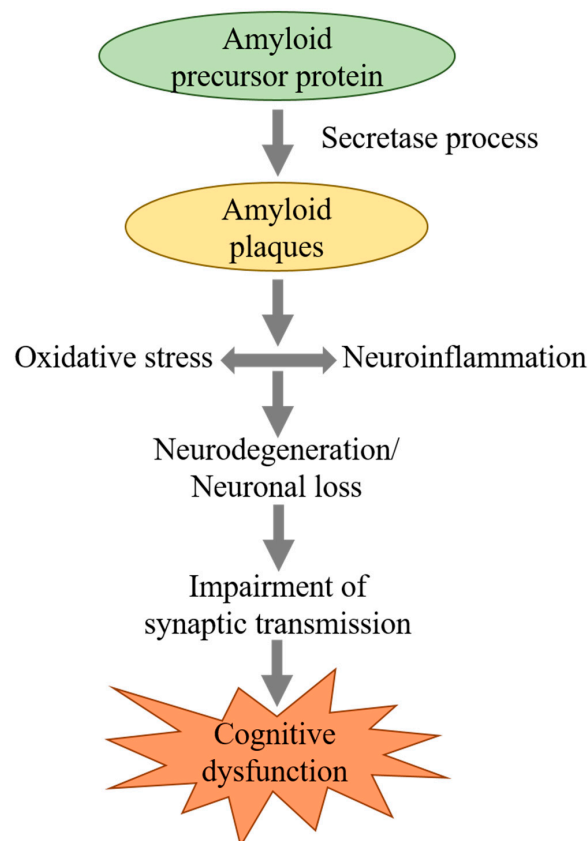 Amyloid
precursor protein
Secretase process
Amyloid
plaques
Oxidative stress
Neuroinflammation
Neurodegeneration/
Neuronal loss
Impairment of
synaptic transmission
Cognitive
dysfunction